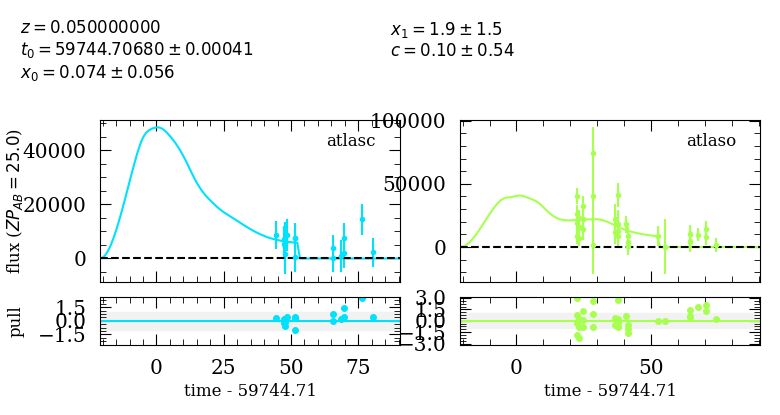 z = 0.050000000
t₀ = 59744.70680 ± 0.00041
x₀ = 0.074 ± 0.056
x₁ = 1.9 ± 1.5
c = 0.10 ± 0.54
flux (ZP_AB = 25.0)
40000
20000
0
atlasc
100000
50000
0
atlaso
pull
1.5
0.0
−1.5
3.0
1.5
0.0
−1.5
−3.0
0 25 50 75
0 50
time - 59744.71
time - 59744.71